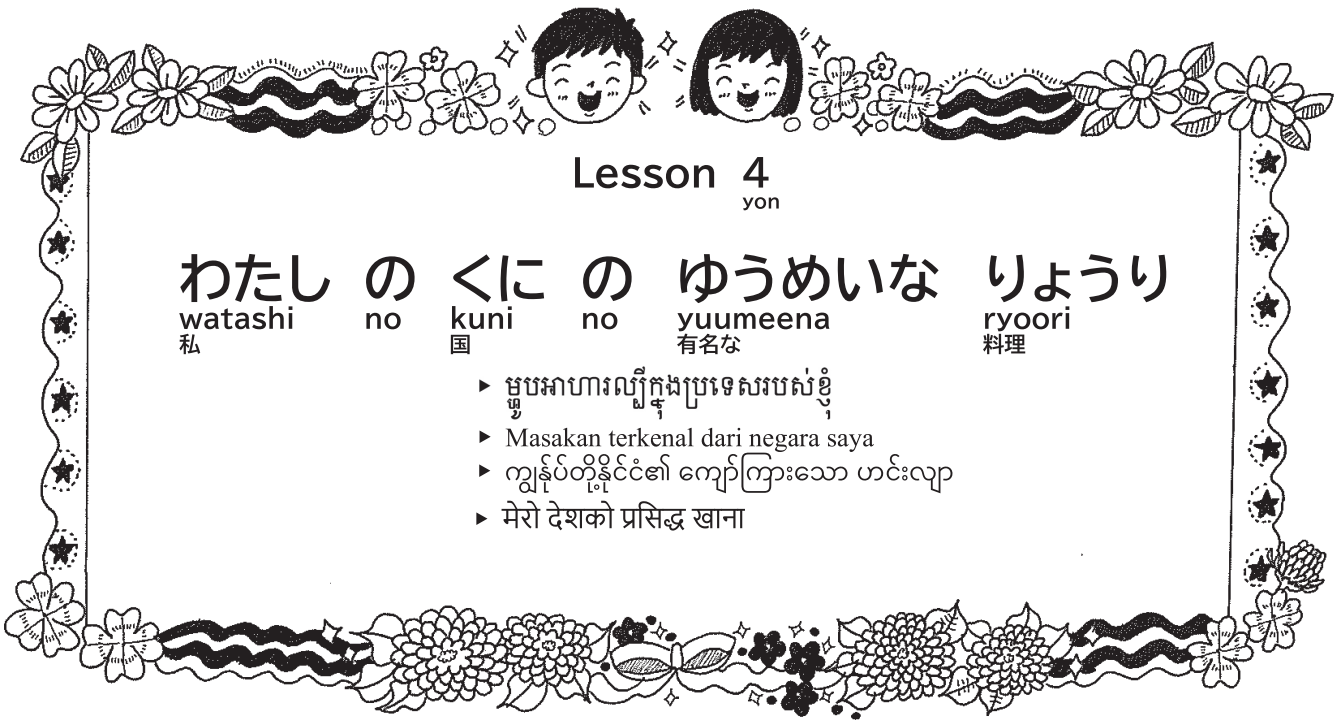 Lesson 4
yon
わたし の くに の ゆうめいな りょうり
watashi no kuni no yuumeena ryoori
私 国 有名な 料理
▶ ម្ហូបអាហារល្បីក្នុងប្រទេសរបស់ខ្ញុំ
▶ Masakan terkenal dari negara saya
▶ ကျွန်ုပ်တို့နိုင်ငံ၏ ကျော်ကြားသော ဟင်းလျာ
▶ मेरो देशको प्रसिद्ध खाना